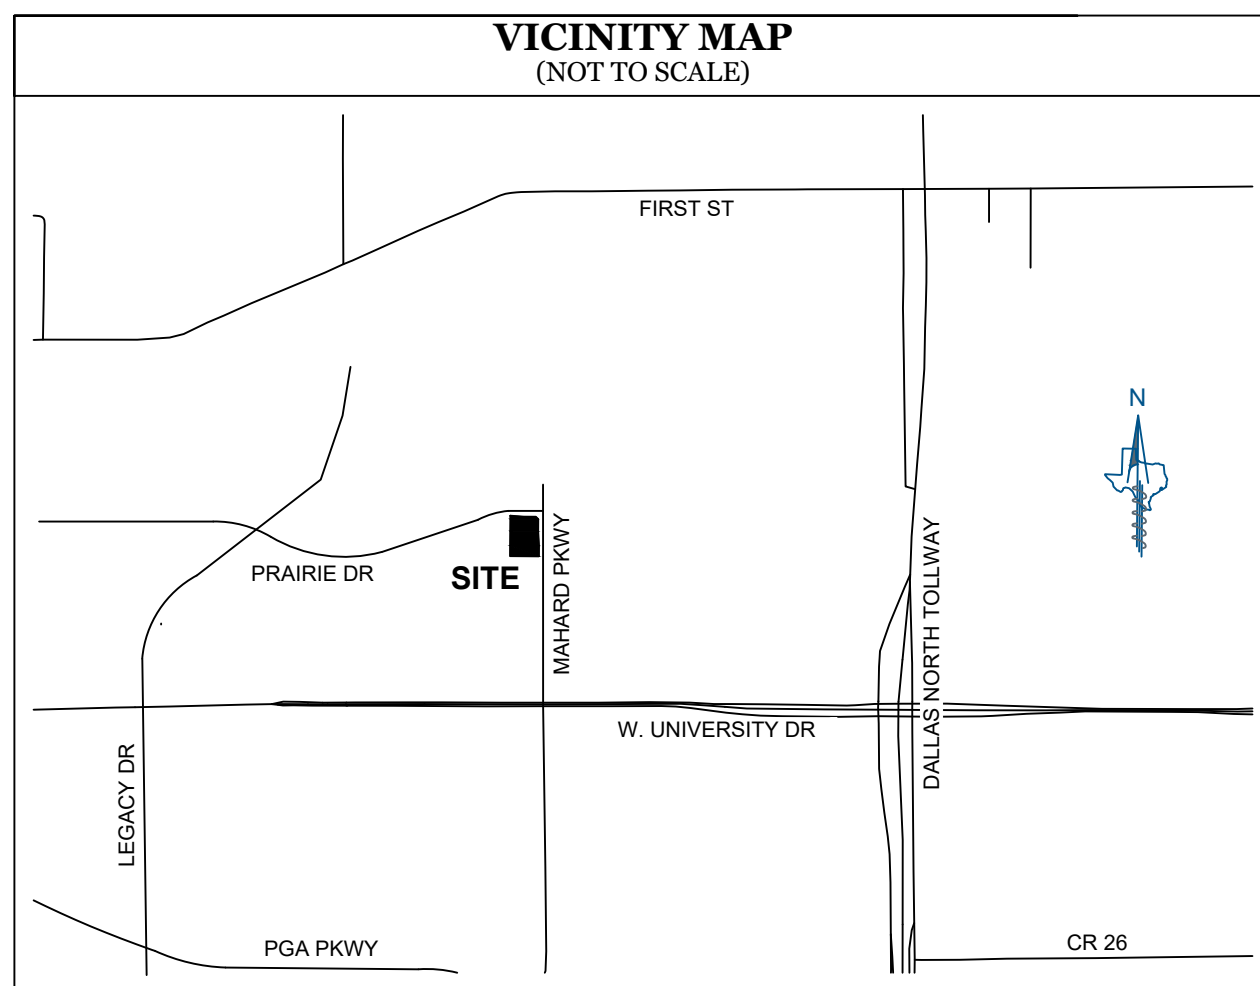 VICINITY MAP
(NOT TO SCALE)
FIRST ST
N
PRAIRIE DR
SITE
MAHARD PKWY
DALLAS NORTH TOLLWAY
W. UNIVERSITY DR
LEGACY DR
PGA PKWY
CR 26